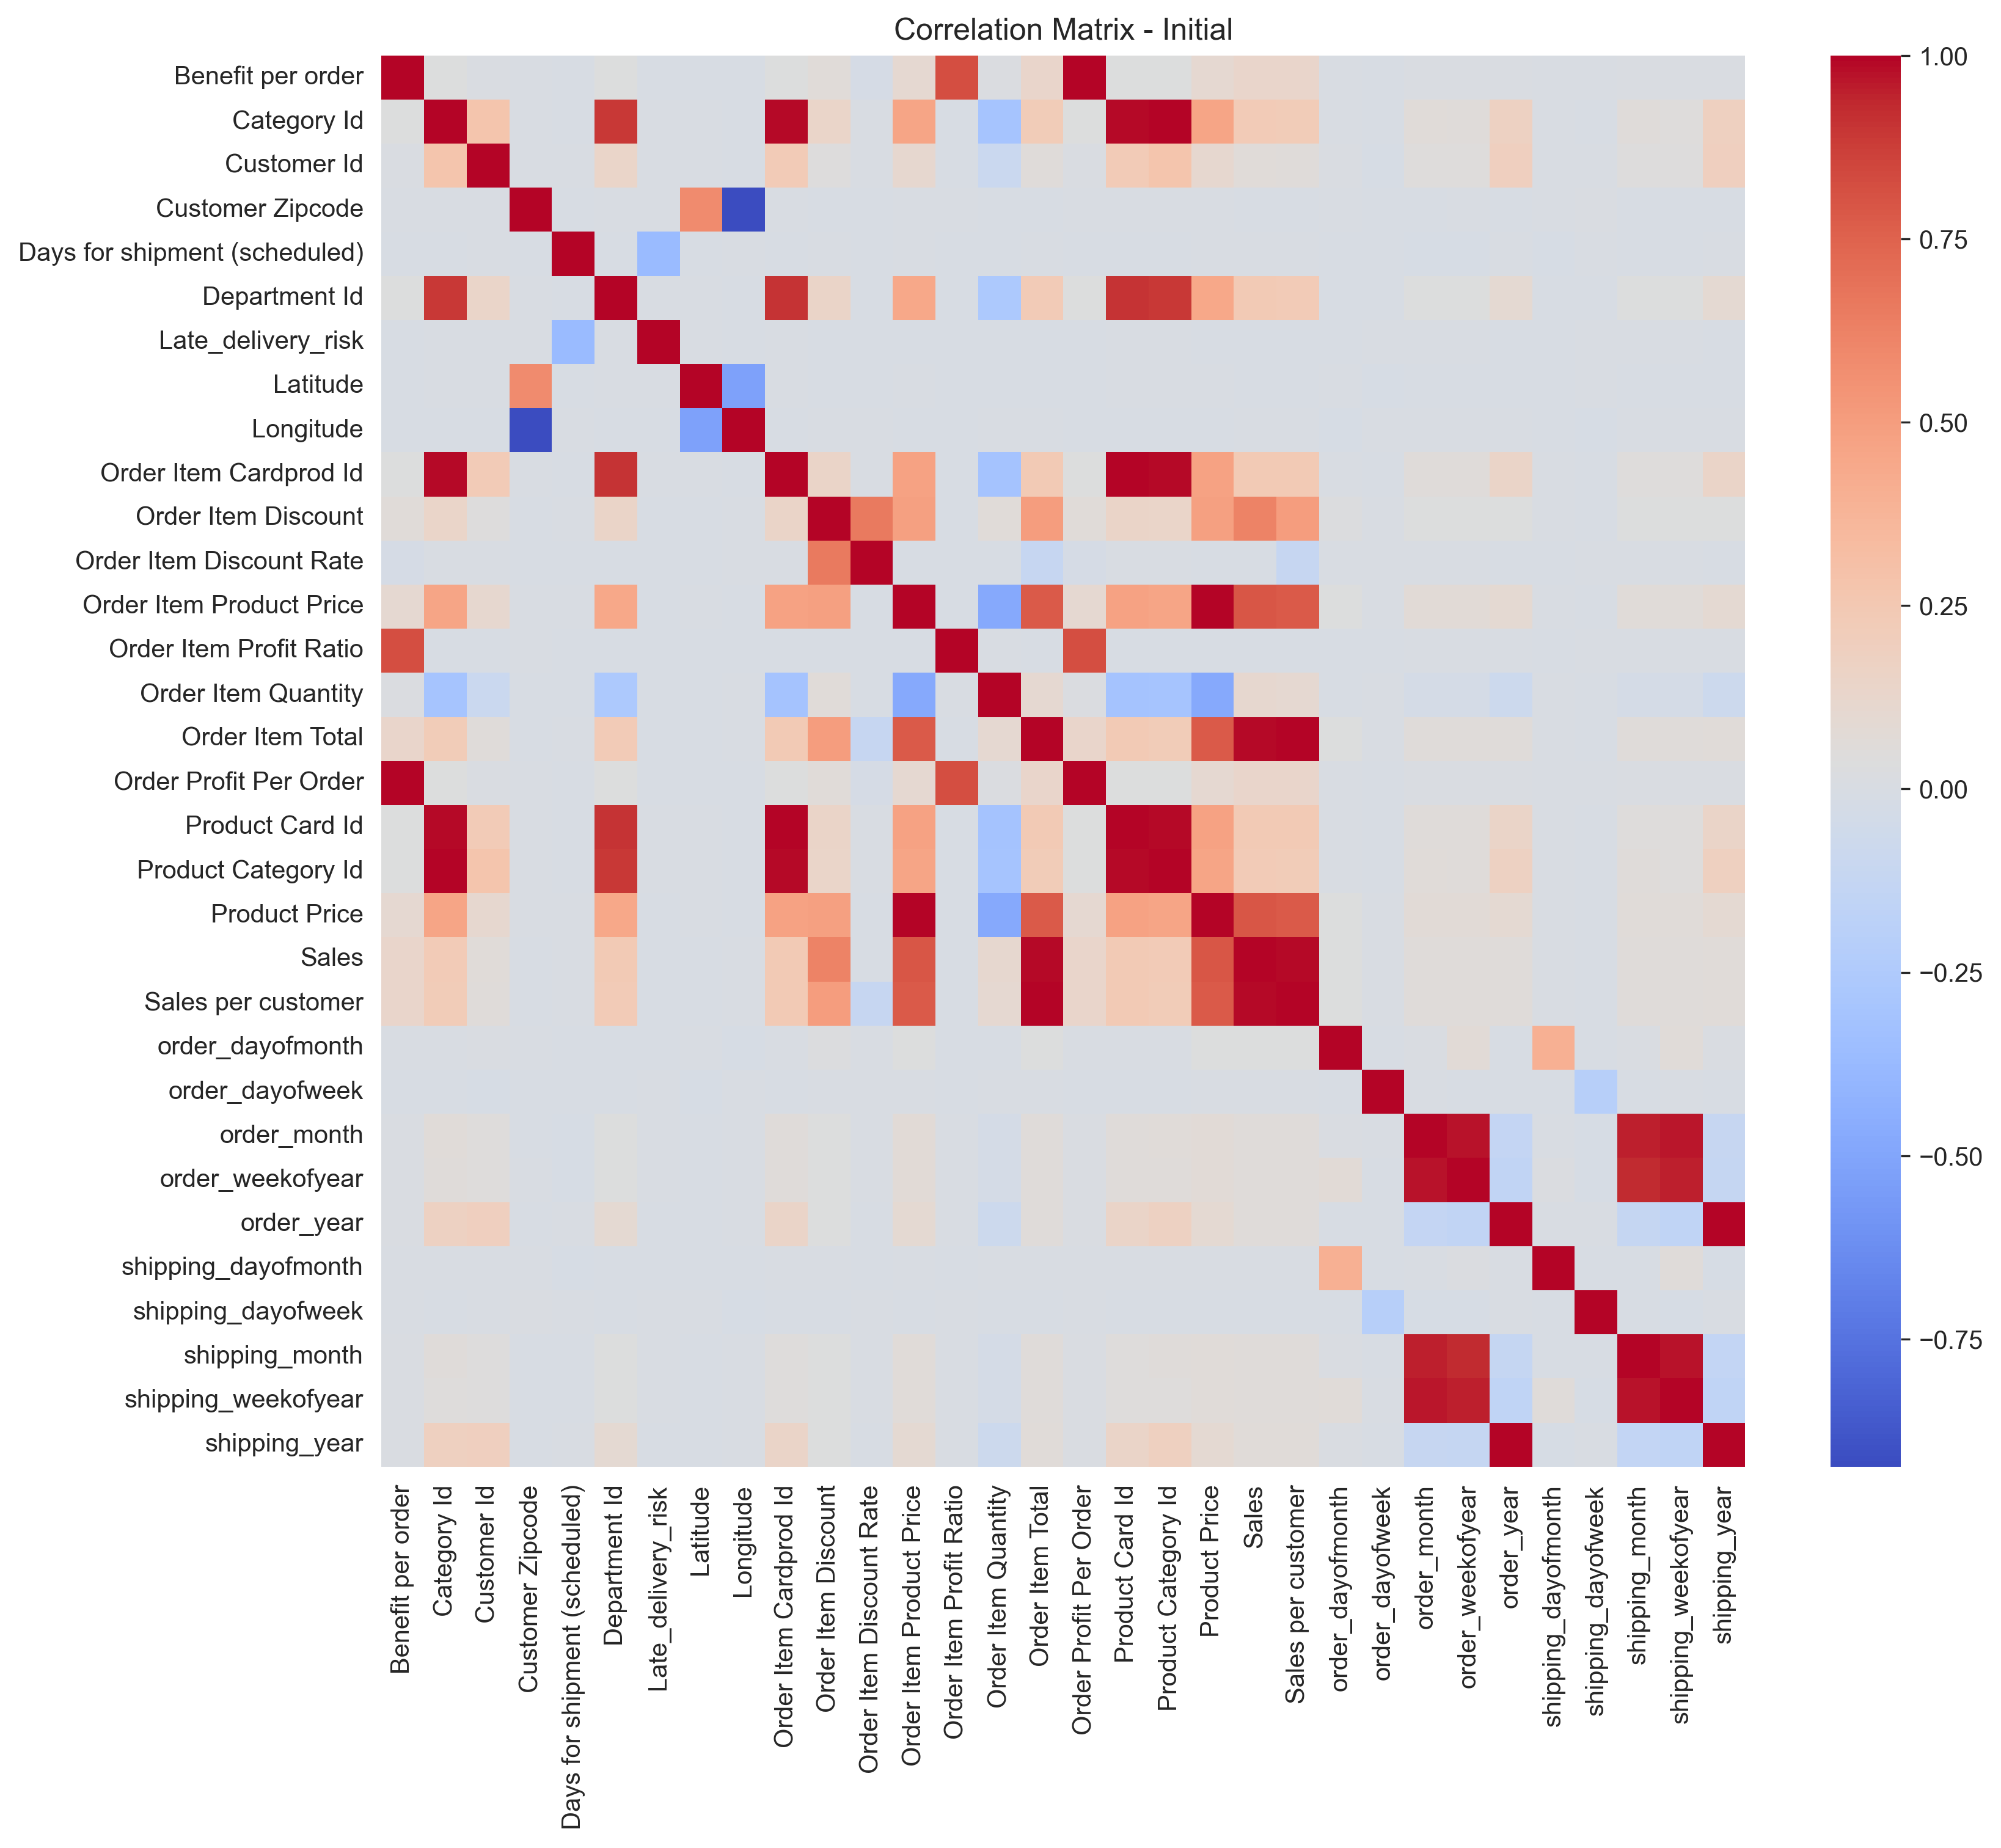 Correlation Matrix - Initial
Benefit per order
Category Id
Customer Id
Customer Zipcode
Days for shipment (scheduled)
Department Id
Late_delivery_risk
Latitude
Longitude
Order Item Cardprod Id
Order Item Discount
Order Item Discount Rate
Order Item Product Price
Order Item Profit Ratio
Order Item Quantity
Order Item Total
Order Profit Per Order
Product Card Id
Product Category Id
Product Price
Sales
Sales per customer
order_dayofmonth
order_dayofweek
order_month
order_weekofyear
order_year
shipping_dayofmonth
shipping_dayofweek
shipping_month
shipping_weekofyear
shipping_year
Benefit per order
Category Id
Customer Id
Customer Zipcode
Days for shipment (scheduled)
Department Id
Late_delivery_risk
Latitude
Longitude
Order Item Cardprod Id
Order Item Discount
Order Item Discount Rate
Order Item Product Price
Order Item Profit Ratio
Order Item Quantity
Order Item Total
Order Profit Per Order
Product Card Id
Product Category Id
Product Price
Sales
Sales per customer
order_dayofmonth
order_dayofweek
order_month
order_weekofyear
order_year
shipping_dayofmonth
shipping_dayofweek
shipping_month
shipping_weekofyear
shipping_year
1.00
0.75
0.50
0.25
0.00
−0.25
−0.50
−0.75